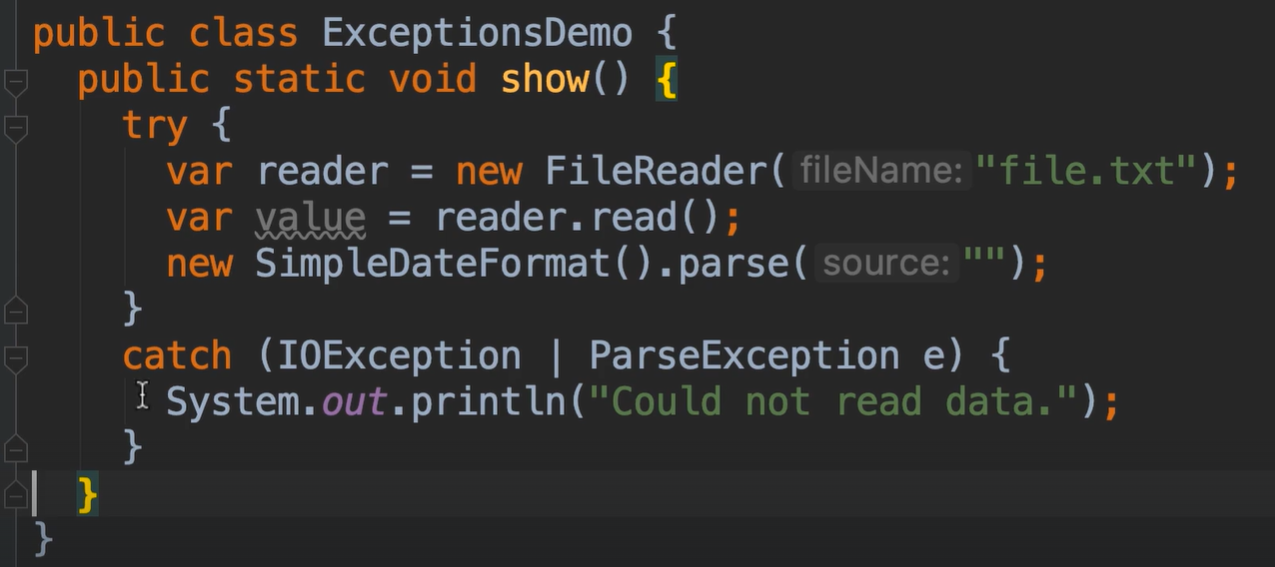 public class ExceptionsDemo {
public static void show() {
try {
var reader = new FileReader( fileName: "file.txt");
var value = reader.read();
new SimpleDateFormat().parse( source: "");
}
catch (IOException | ParseException e) {
System.out.println("Could not read data.");
}
}
}